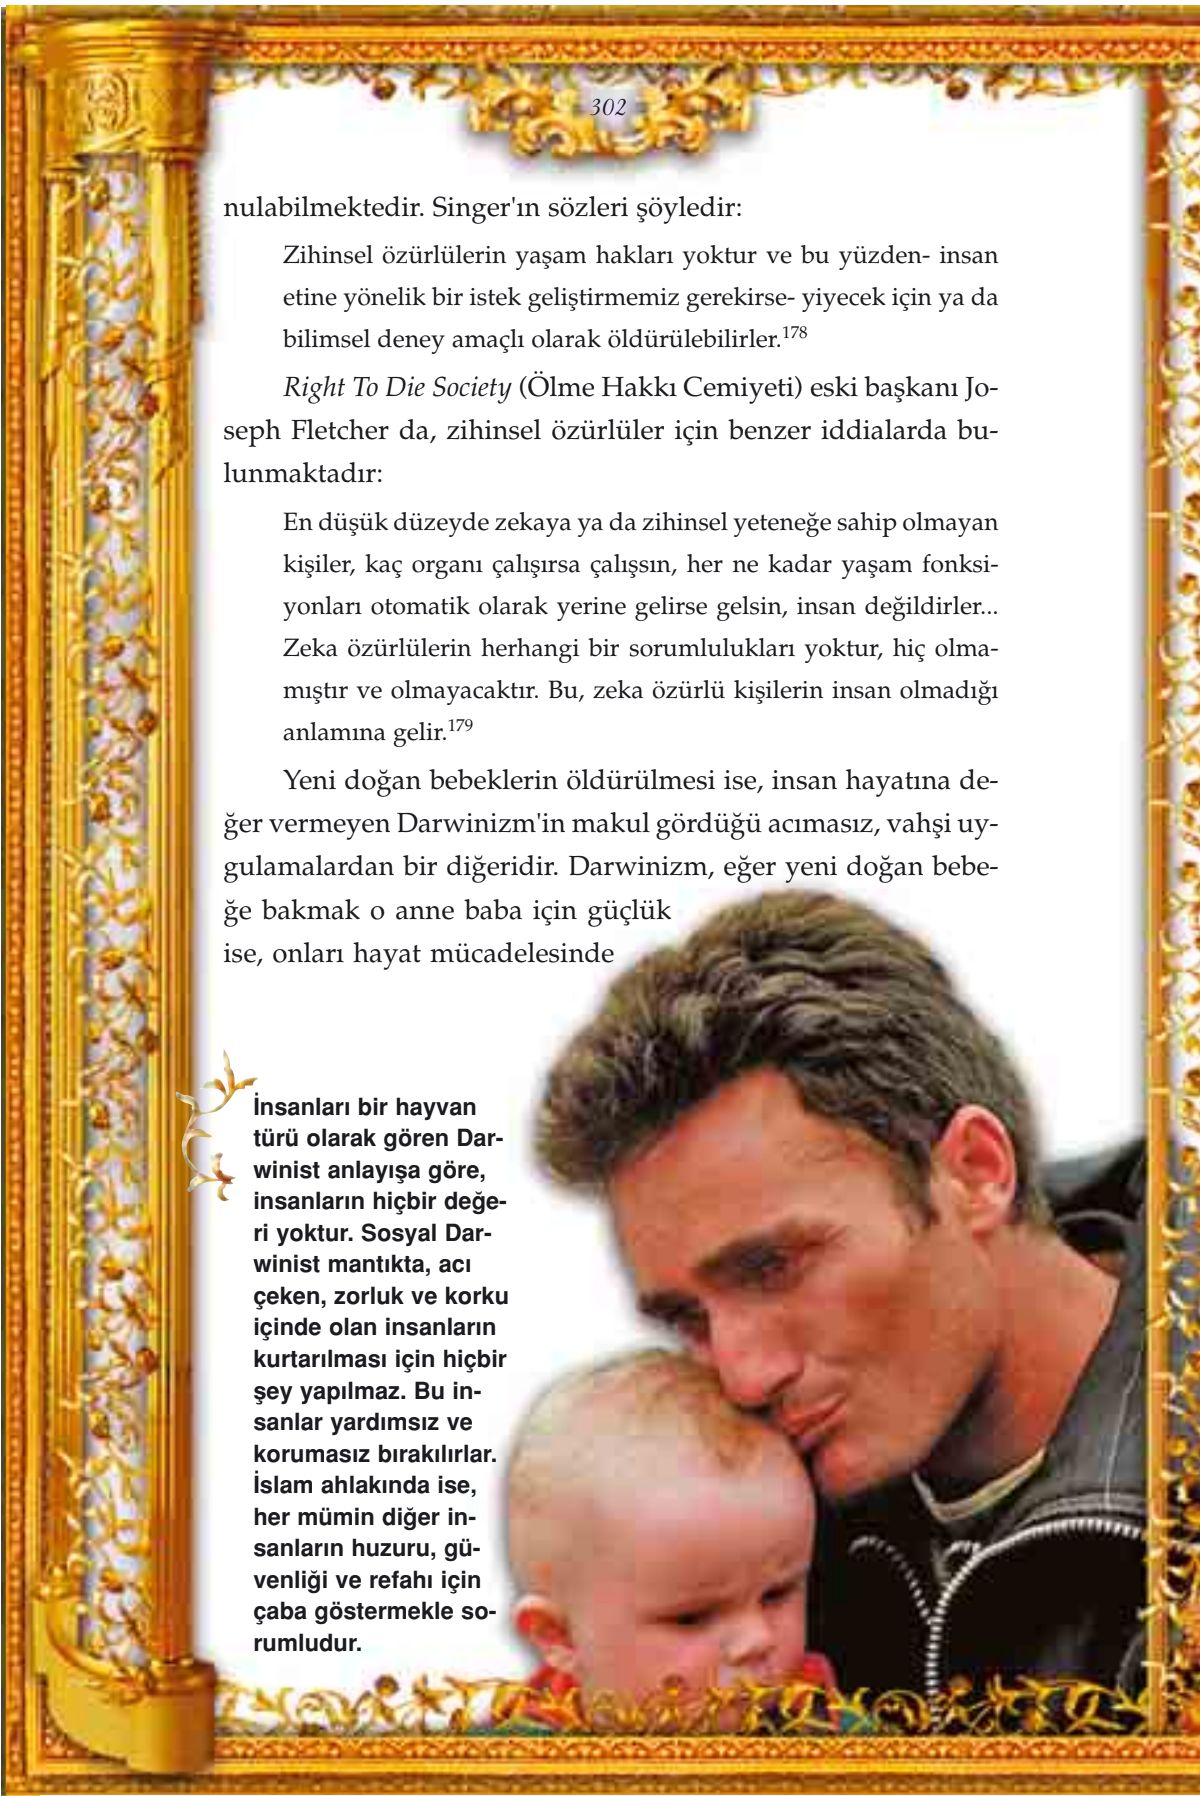 302
nulabilmektedir. Singer'ın sözleri şöyledir:
Zihinsel özürlülerin yaşam hakları yoktur ve bu yüzden- insan
etine yönelik bir istek geliştirmemiz gerekirse- yiyecek için ya da
bilimsel deney amaçlı olarak öldürülebilirler.178
Right To Die Society (Ölme Hakkı Cemiyeti) eski başkanı Jo-
seph Fletcher da, zihinsel özürlüler için benzer iddialarda bu-
lunmaktadır:
En düşük düzeyde zekaya ya da zihinsel yeteneğe sahip olmayan
kişiler, kaç organı çalışırsa çalışsın, her ne kadar yaşam fonksi-
yonları otomatik olarak yerine gelirse gelsin, insan değildirler...
Zeka özürlülerin herhangi bir sorumlulukları yoktur, hiç olma-
mıştır ve olmayacaktır. Bu, zeka özürlü kişilerin insan olmadığı
anlamına gelir.179
Yeni doğan bebeklerin öldürülmesi ise, insan hayatına de-
ğer vermeyen Darwinizm'in makul gördüğü acımasız, vahşi uy-
gulamalardan bir diğeridir. Darwinizm, eğer yeni doğan bebe-
ğe bakmak o anne baba için güçlük
ise, onları hayat mücadelesinde
İnsanları bir hayvan
türü olarak gören Dar-
winist anlayışa göre,
insanların hiçbir değe-
ri yoktur. Sosyal Dar-
winist mantıkta, acı
çeken, zorluk ve korku
içinde olan insanların
kurtarılması için hiçbir
şey yapılmaz. Bu in-
sanlar yardımsız ve
korumasız bırakılırlar.
İslam ahlakında ise,
her mümin diğer in-
sanların huzuru, gü-
venliği ve refahı için
çaba göstermekle so-
rumludur.